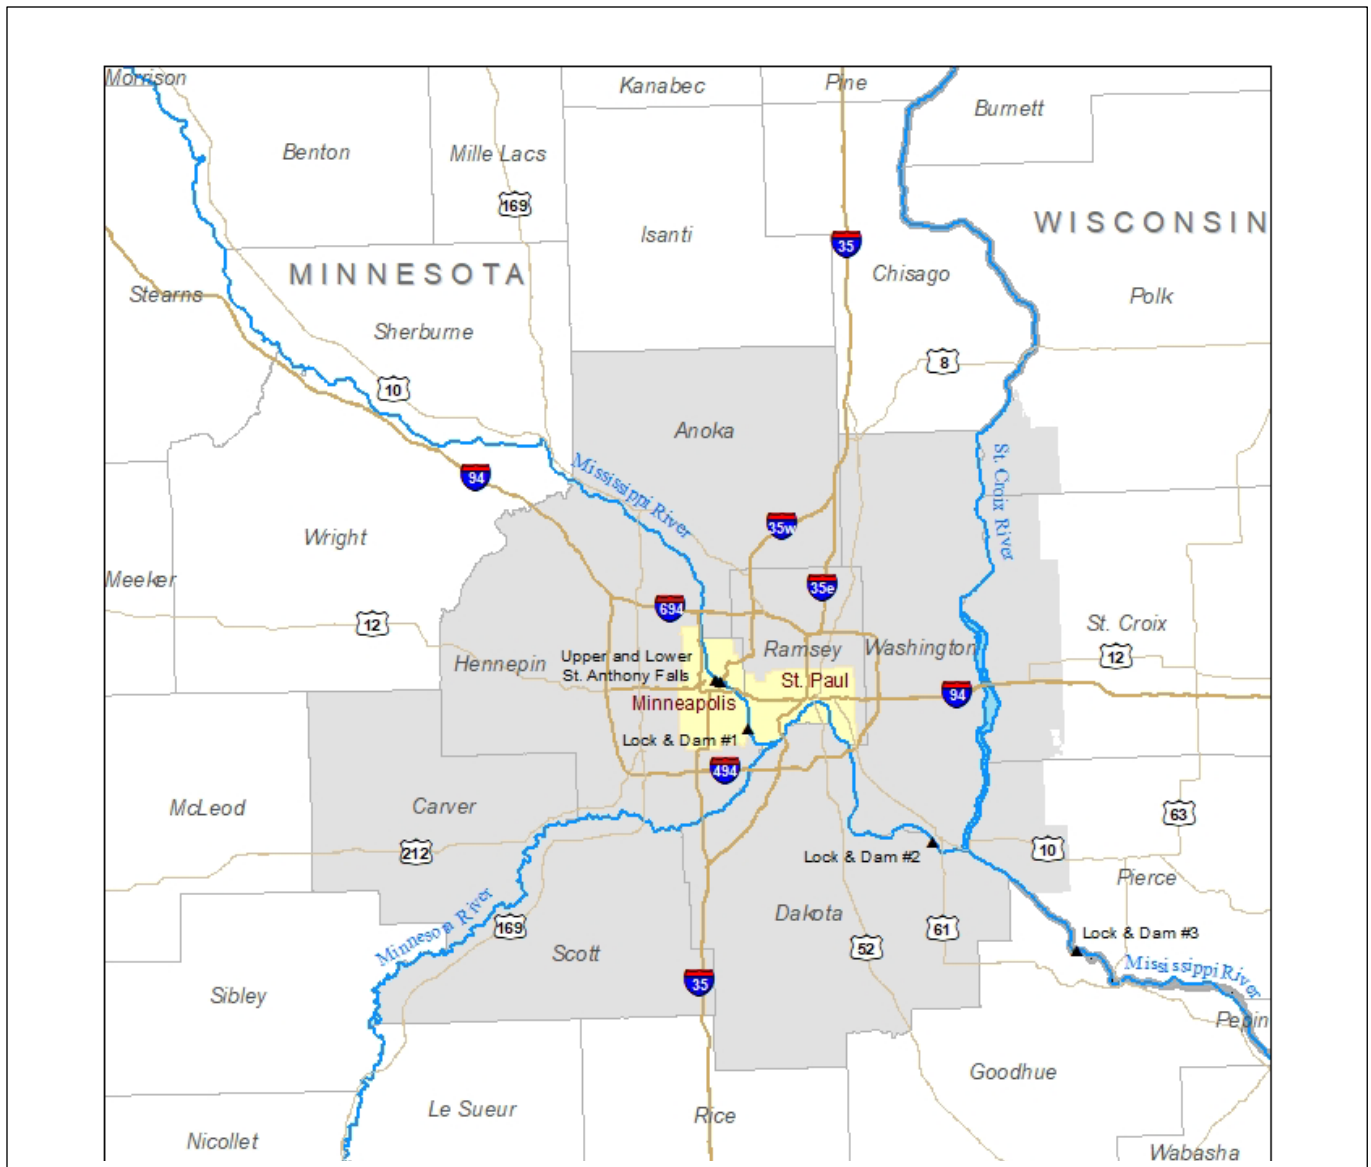 Morrison
Kanabec
Pine
Burnett
Benton
Mille Lacs
169
WISCONSIN
Isanti
35
MINNESOTA
Chisago
Stearns
Polk
Sherburne
8
10
Anoka
94
Mississippi River
St. Croix River
35w
Wright
Meeker
35e
694
12
St. Croix
Hennepin
Upper and Lower
St. Anthony Falls
Ramsey
Washington
12
St. Paul
94
Minneapolis
Lock & Dam #1
494
McLeod
Carver
63
212
Lock & Dam #2
10
Pierce
Minnesota River
169
Dakota
61
Lock & Dam #3
52
Scott
Mississippi River
35
Sibley
Pepin
Goodhue
Le Sueur
Rice
Nicollet
Wabasha